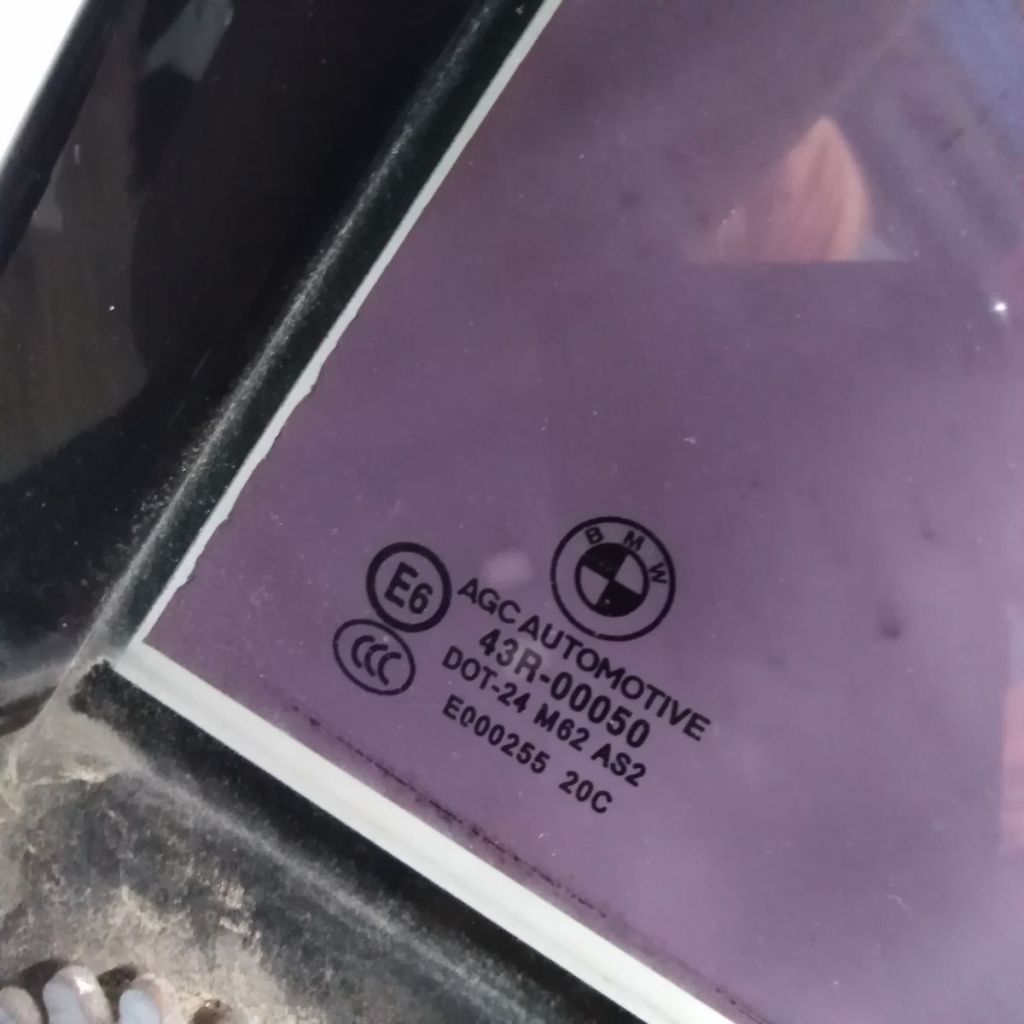 BMW
E6
AGC AUTOMOTIVE
CCC
43R-00050
DOT-24 M62 AS2
E000255 20C